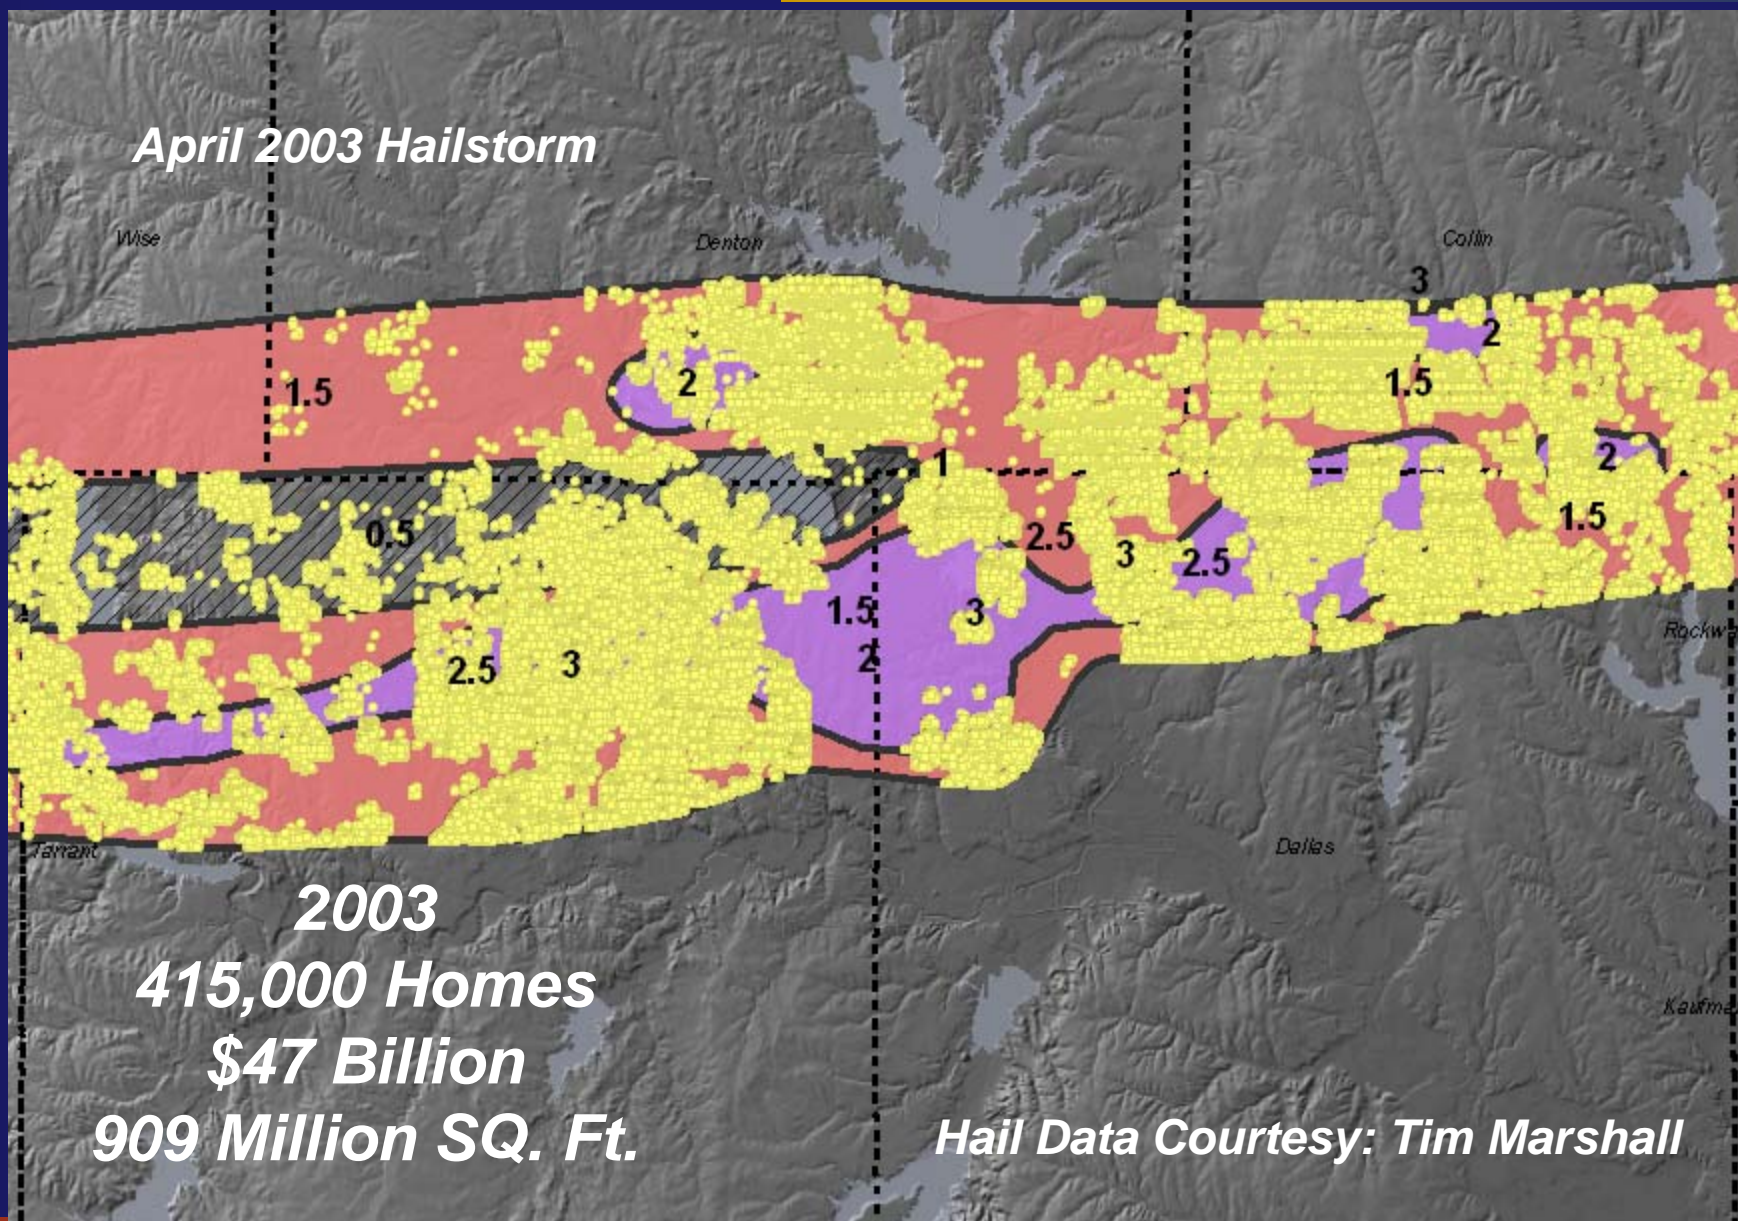 April 2003 Hailstorm
Wise
Denton
Collin
3
2
2
1.5
1.5
1
2
0.5
2.5
3
2.5
1.5
1.5
3
2
2.5
3
Rockwa
Tarrant
Dallas
2003
415,000 Homes
$47 Billion
909 Million SQ. Ft.
Kaufma
Hail Data Courtesy: Tim Marshall